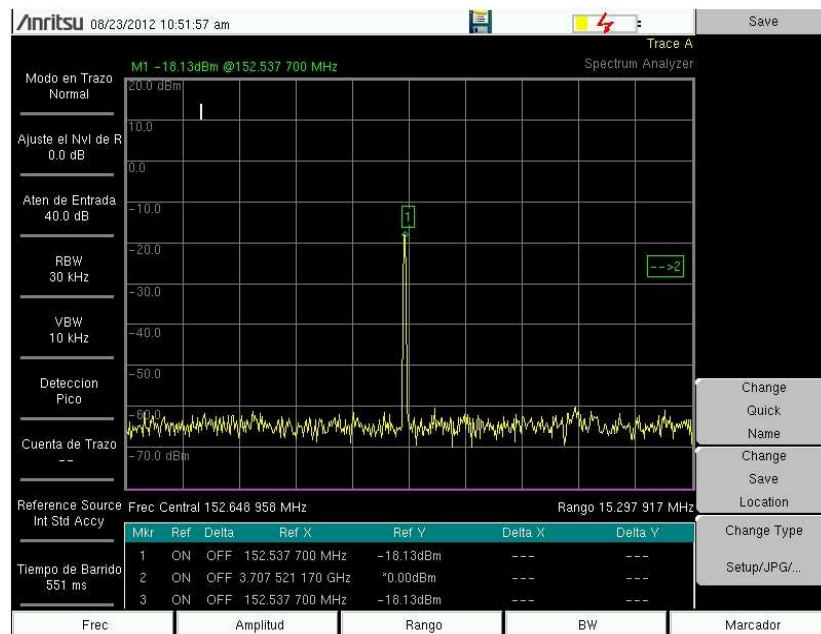 Anritsu 08/23/2012 10:51:57 am
Save
Trace A
M1 -18.13dBm @152.537 700 MHz
Spectrum Analyzer
Modo en Trazo
Normal
Ajuste el Nvl de R
0.0 dB
Aten de Entrada
40.0 dB
RBW
30 kHz
VBW
10 kHz
Deteccion
Pico
Cuenta de Trazo
--
Reference Source
Int Std Accy
Tiempo de Barrido
551 ms
20.0 dBm
10.0
0.0
-10.0
-20.0
-30.0
-40.0
-50.0
-60.0
-70.0 dBm
1
-->2
Frec Central 152.648 958 MHz
Rango 15.297 917 MHz
Mkr Ref Delta Ref X Ref Y Delta X Delta Y
1 ON OFF 152.537 700 MHz -18.13dBm --- ---
2 ON OFF 3.707 521 170 GHz *0.00dBm --- ---
3 ON OFF 152.537 700 MHz -18.13dBm --- ---
Change
Quick
Name
Change
Save
Location
Change Type
Setup/JPG/...
Frec
Amplitud
Rango
BW
Marcador